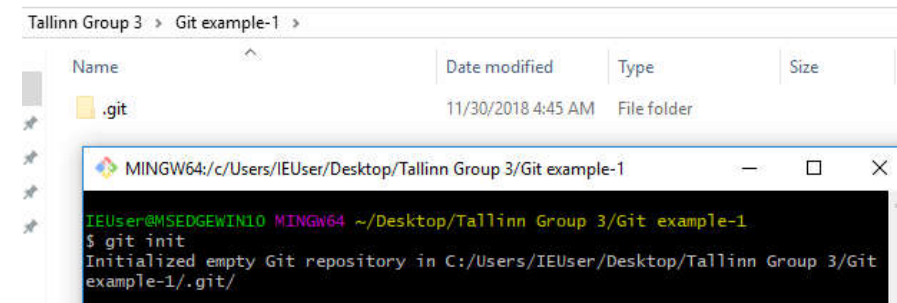 Tallinn Group 3 > Git example-1 >
Name Date modified Type Size
.git 11/30/2018 4:45 AM File folder
MINGW64:/c/Users/IEUser/Desktop/Tallinn Group 3/Git example-1
IEUser@MSEDGEWIN10 MINGW64 ~/Desktop/Tallinn Group 3/Git example-1
$ git init
Initialized empty Git repository in C:/Users/IEUser/Desktop/Tallinn Group 3/Git
example-1/.git/